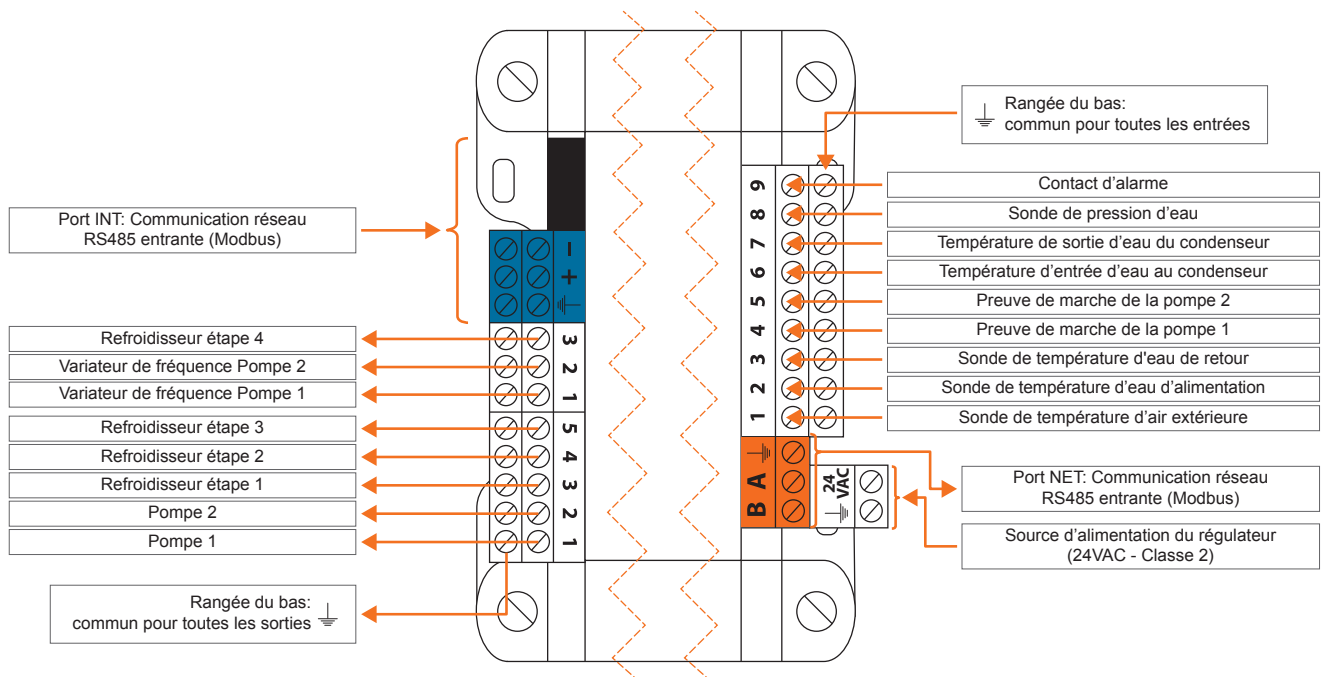 Port INT: Communication réseau
RS485 entrante (Modbus)
Refroidisseur étape 4
Variateur de fréquence Pompe 2
Variateur de fréquence Pompe 1
Refroidisseur étape 3
Refroidisseur étape 2
Refroidisseur étape 1
Pompe 2
Pompe 1
Rangée du bas:
commun pour toutes les sorties
−
+
3
2
1
5
4
3
2
1
9
8
7
6
5
4
3
2
1
A
B
24
VAC
Rangée du bas:
commun pour toutes les entrées
Contact d’alarme
Sonde de pression d’eau
Température de sortie d’eau du condenseur
Température d’entrée d’eau au condenseur
Preuve de marche de la pompe 2
Preuve de marche de la pompe 1
Sonde de température d'eau de retour
Sonde de température d’eau d’alimentation
Sonde de température d’air extérieure
Port NET: Communication réseau
RS485 entrante (Modbus)
Source d’alimentation du régulateur
(24VAC - Classe 2)